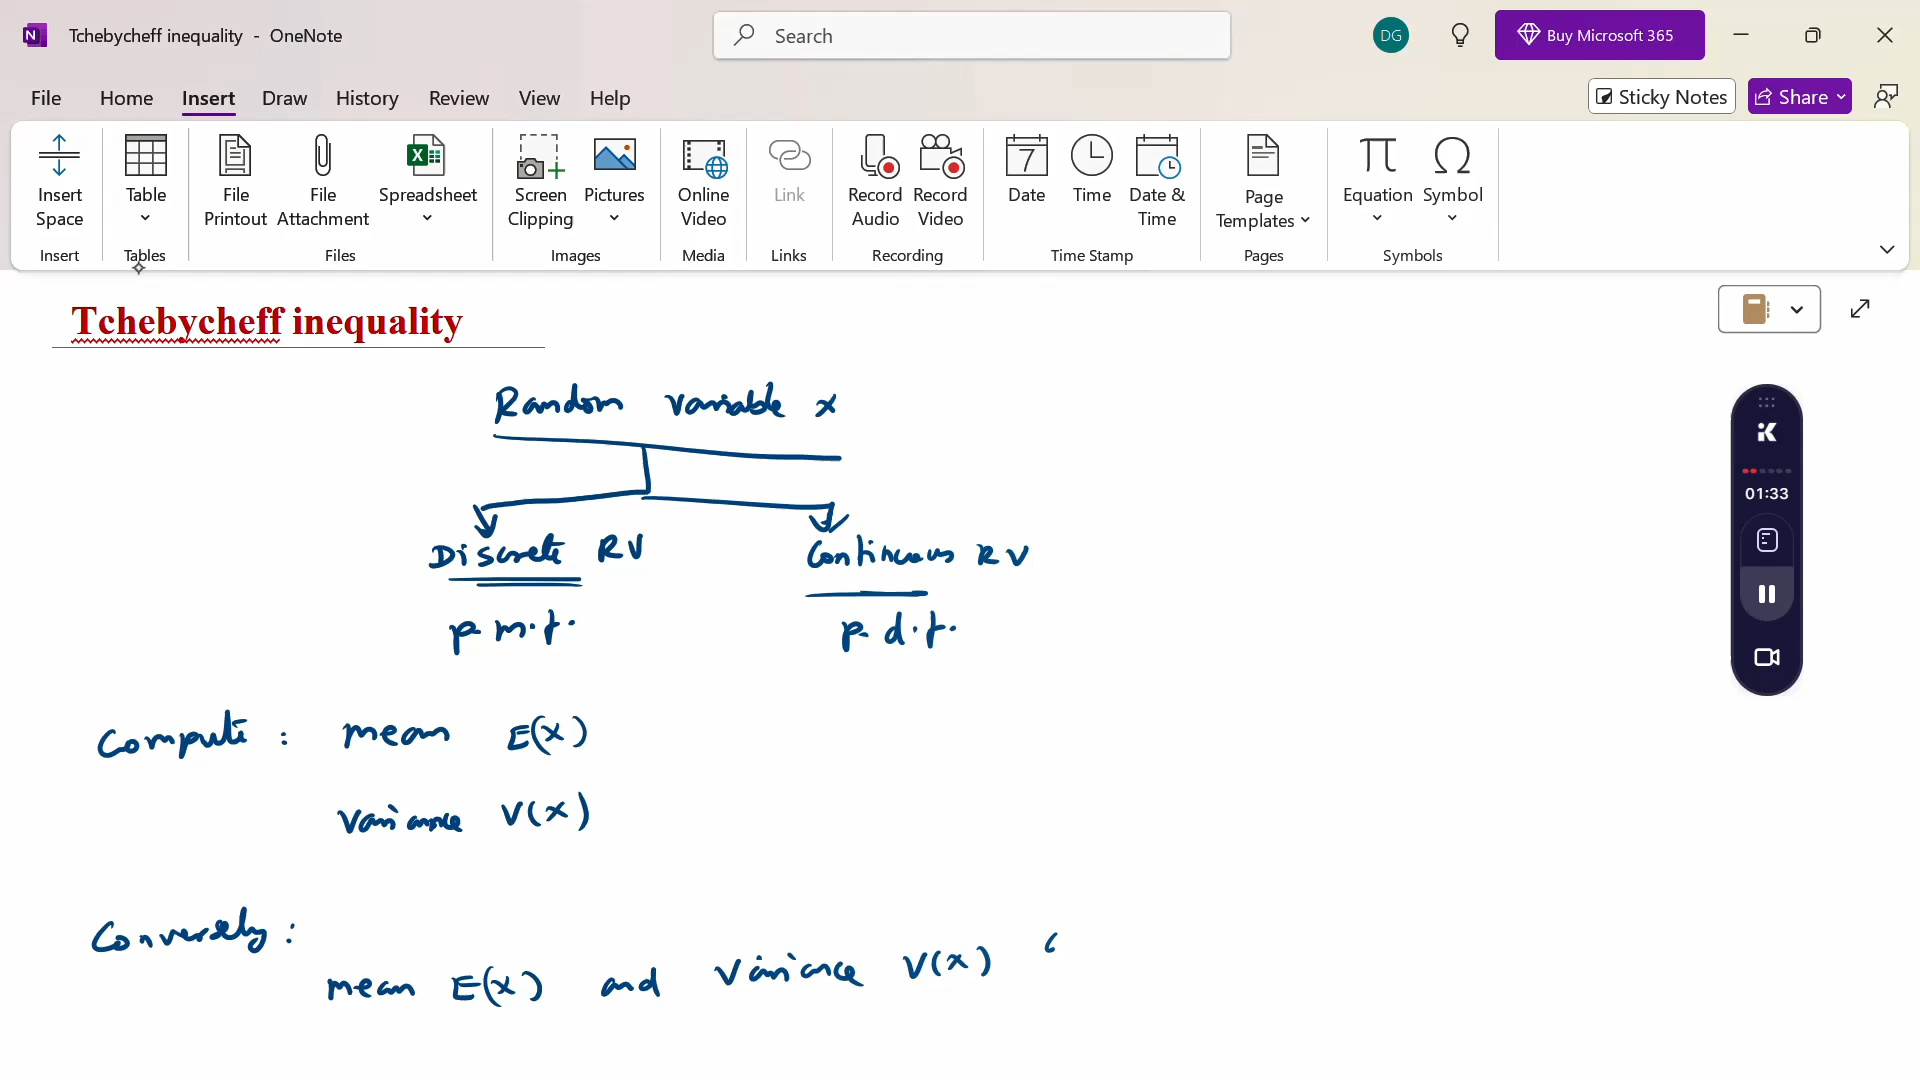 Tchebycheff inequality - OneNote
Search
DG
Buy Microsoft 365
File Home Insert Draw History Review View Help
Sticky Notes
Share
Insert Space
Table
File Printout
File Attachment
Spreadsheet
Screen Clipping
Pictures
Online Video
Link
Record Audio
Record Video
Date
Time
Date & Time
Page Templates
Equation
Symbol
Insert Tables Files Images Media Links Recording Time Stamp Pages Symbols
Tchebycheff inequality
Random variable x
Discrete RV Continuous RV
p.m.f. p.d.f.
01:33
Compute : mean E(x)
Variance V(x)
Conversely :
mean E(x) and Variance V(x)